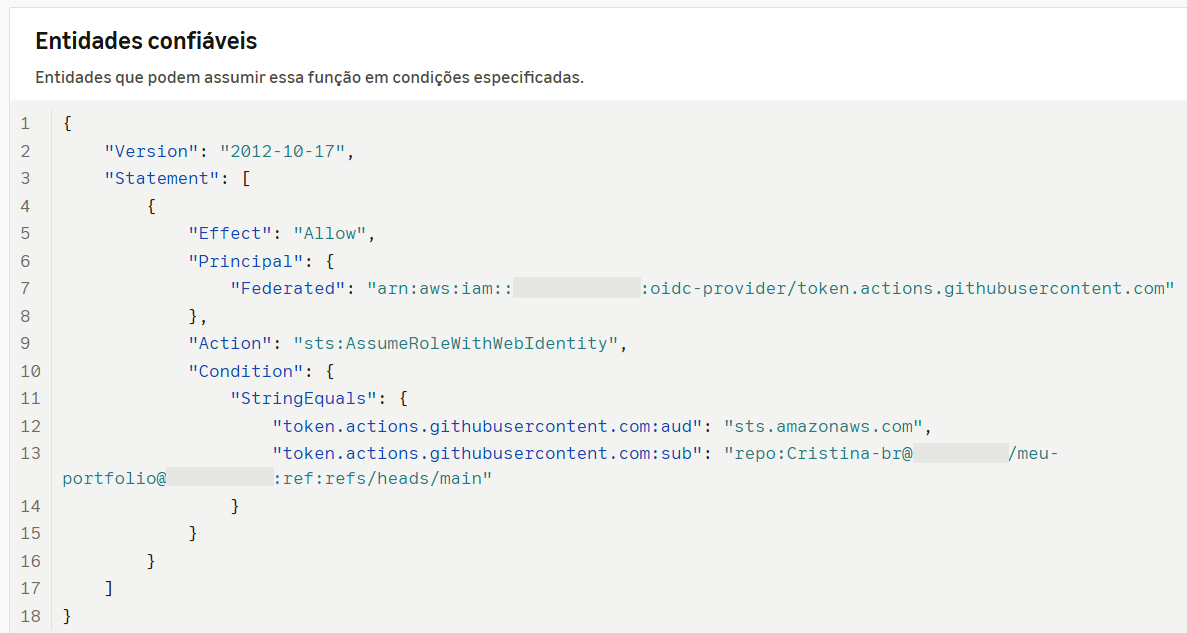 Entidades confiáveis
Entidades que podem assumir essa função em condições especificadas.
1 {
2 "Version": "2012-10-17",
3 "Statement": [
4 {
5 "Effect": "Allow",
6 "Principal": {
7 "Federated": "arn:aws:iam:: :oidc-provider/token.actions.githubusercontent.com"
8 },
9 "Action": "sts:AssumeRoleWithWebIdentity",
10 "Condition": {
11 "StringEquals": {
12 "token.actions.githubusercontent.com:aud": "sts.amazonaws.com",
13 "token.actions.githubusercontent.com:sub": "repo:Cristina-br@ /meu-
portfolio@ :ref:refs/heads/main"
14 }
15 }
16 }
17 ]
18 }